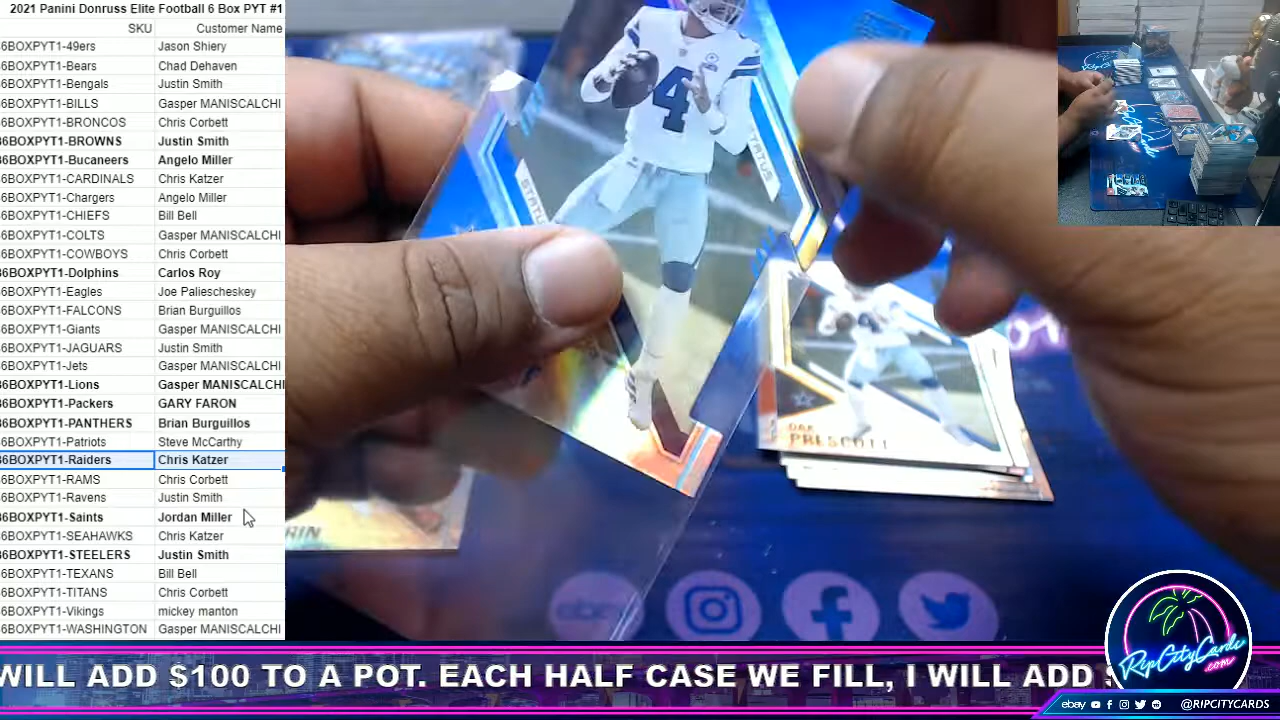 2021 Panini Donruss Elite Football 6 Box PYT #1
SKU Customer Name
6BOXPYT1-49ers Jason Shiery
6BOXPYT1-Bears Chad Dehaven
6BOXPYT1-Bengals Justin Smith
6BOXPYT1-BILLS Gasper MANISCALCHI
6BOXPYT1-BRONCOS Chris Corbett
6BOXPYT1-BROWNS Justin Smith
6BOXPYT1-Bucaneers Angelo Miller
6BOXPYT1-CARDINALS Chris Katzer
6BOXPYT1-Chargers Angelo Miller
6BOXPYT1-CHIEFS Bill Bell
6BOXPYT1-COLTS Gasper MANISCALCHI
6BOXPYT1-COWBOYS Chris Corbett
6BOXPYT1-Dolphins Carlos Roy
6BOXPYT1-Eagles Joe Paliescheskey
6BOXPYT1-FALCONS Brian Burguillos
6BOXPYT1-Giants Gasper MANISCALCHI
6BOXPYT1-JAGUARS Justin Smith
6BOXPYT1-Jets Gasper MANISCALCHI
6BOXPYT1-Lions Gasper MANISCALCHI
6BOXPYT1-Packers GARY FARON
6BOXPYT1-PANTHERS Brian Burguillos
6BOXPYT1-Patriots Steve McCarthy
6BOXPYT1-Raiders Chris Katzer
6BOXPYT1-RAMS Chris Corbett
6BOXPYT1-Ravens Justin Smith
6BOXPYT1-Saints Jordan Miller
6BOXPYT1-SEAHAWKS Chris Katzer
6BOXPYT1-STEELERS Justin Smith
6BOXPYT1-TEXANS Bill Bell
6BOXPYT1-TITANS Chris Corbett
6BOXPYT1-Vikings mickey manton
6BOXPYT1-WASHINGTON Gasper MANISCALCHI
4
STATUS
STATUS
DAK
PRESCOTT
ebay
WILL ADD $100 TO A POT. EACH HALF CASE WE FILL, I WILL ADD
RipCityCards
.com
ebay @RIPCITYCARDS